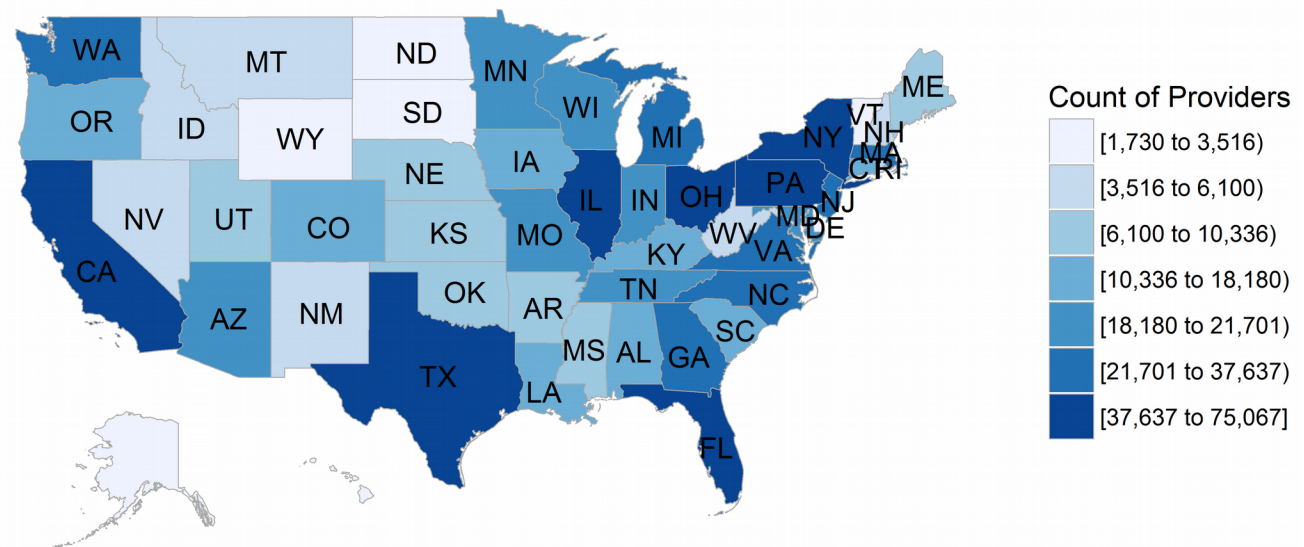 WA
MT
ND
MN
ME
OR
ID
SD
WI
VT
NH
WY
MI
NY
MA
CT
RI
IA
NE
PA
IL
IN
OH
NJ
NV
UT
CO
KS
MO
WV
MD
DE
KY
VA
CA
TN
NC
OK
AR
AZ
NM
SC
MS
AL
GA
TX
LA
FL
Count of Providers
[1,730 to 3,516)
[3,516 to 6,100)
[6,100 to 10,336)
[10,336 to 18,180)
[18,180 to 21,701)
[21,701 to 37,637)
[37,637 to 75,067]